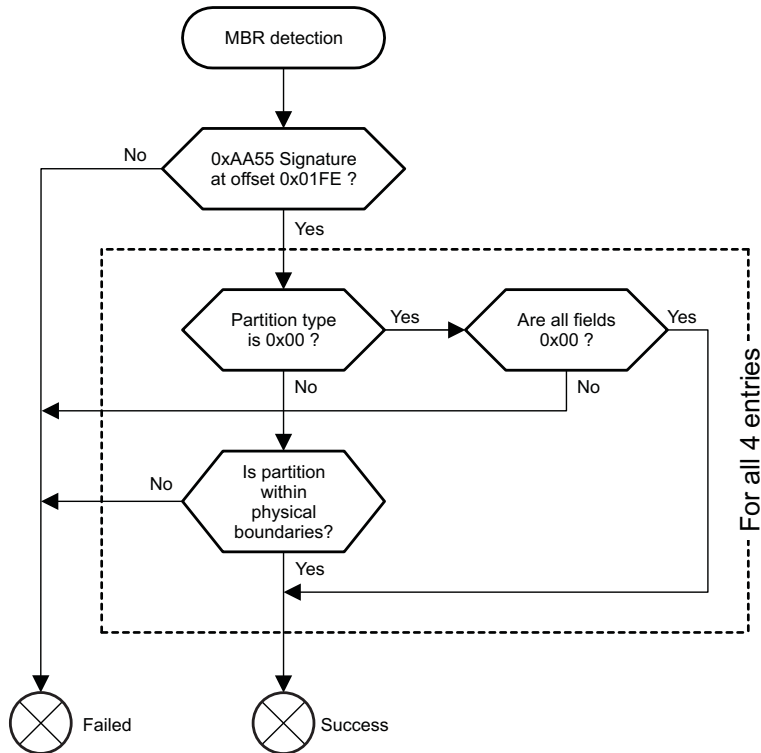 MBR detection
No
0xAA55 Signature
at offset 0x01FE ?
Yes
Partition type
is 0x00 ?
Yes
Are all fields
0x00 ?
Yes
No
No
For all 4 entries
No
Is partition
within
physical
boundaries?
Yes
Failed
Success